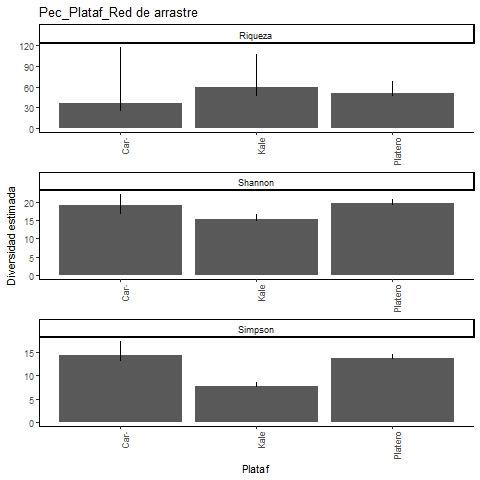 Pec_Plataf_Red de arrastre
Riqueza
120
90
60
30
0
Car-
Kale
Platero
Shannon
20
15
10
5
0
Car-
Kale
Platero
Simpson
15
10
5
0
Car-
Kale
Platero
Diversidad estimada
Plataf